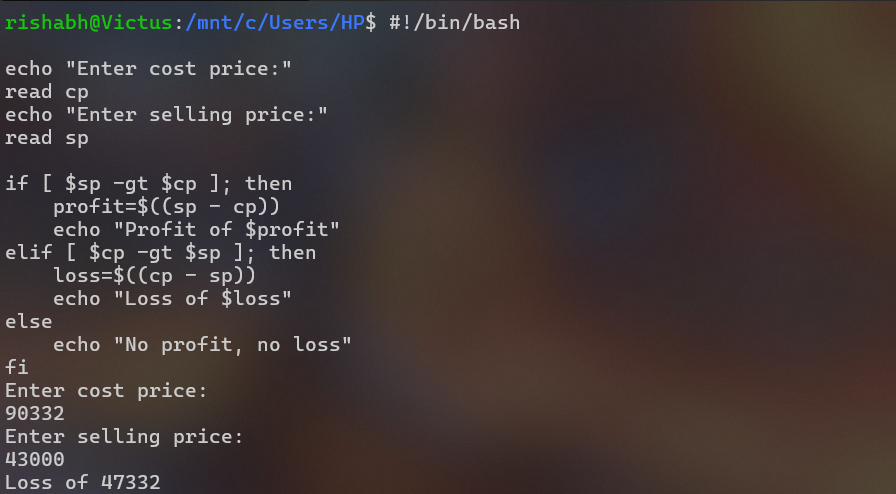 rishabh@Victus:/mnt/c/Users/HP$ #!/bin/bash

echo "Enter cost price:"
read cp
echo "Enter selling price:"
read sp

if [ $sp -gt $cp ]; then
    profit=$((sp - cp))
    echo "Profit of $profit"
elif [ $cp -gt $sp ]; then
    loss=$((cp - sp))
    echo "Loss of $loss"
else
    echo "No profit, no loss"
fi
Enter cost price:
90332
Enter selling price:
43000
Loss of 47332